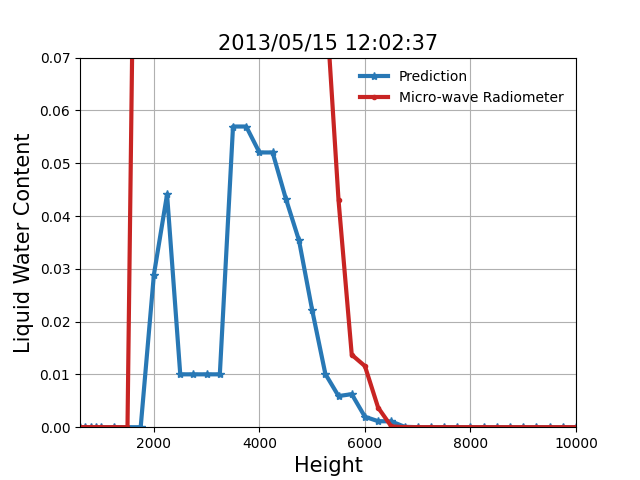 2013/05/15 12:02:37
Prediction
Micro-wave Radiometer
Liquid Water Content
0.07
0.06
0.05
0.04
0.03
0.02
0.01
0.00
2000 4000 6000 8000 10000
Height